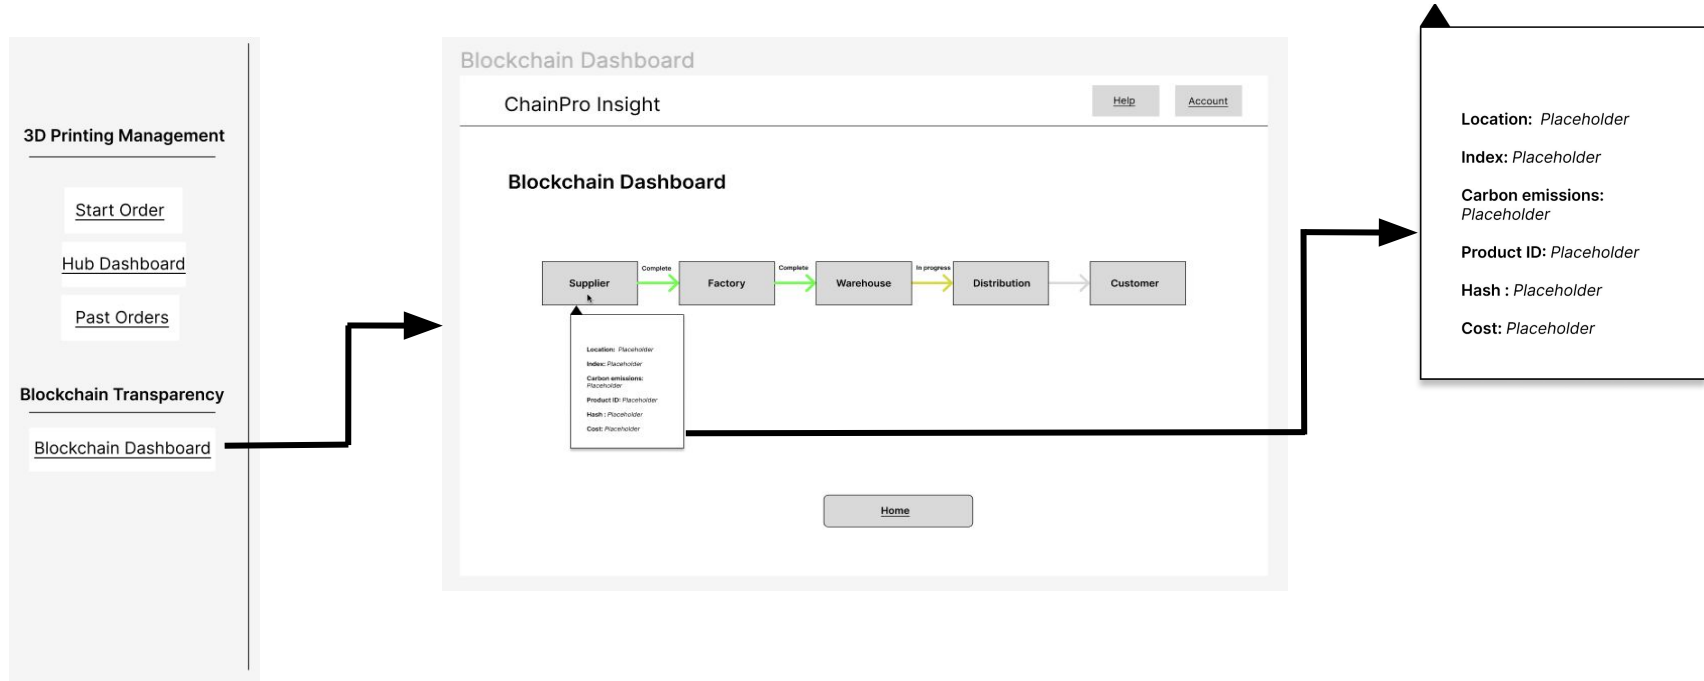 3D Printing Management
Start Order
Hub Dashboard
Past Orders
Blockchain Transparency
Blockchain Dashboard
Blockchain Dashboard
ChainPro Insight
Help
Account
Blockchain Dashboard
Supplier
Complete
Factory
Complete
Warehouse
In progress
Distribution
Customer
Location: Placeholder
Index: Placeholder
Carbon emissions:
Placeholder
Product ID: Placeholder
Hash : Placeholder
Cost: Placeholder
Home
Location: Placeholder
Index: Placeholder
Carbon emissions:
Placeholder
Product ID: Placeholder
Hash : Placeholder
Cost: Placeholder